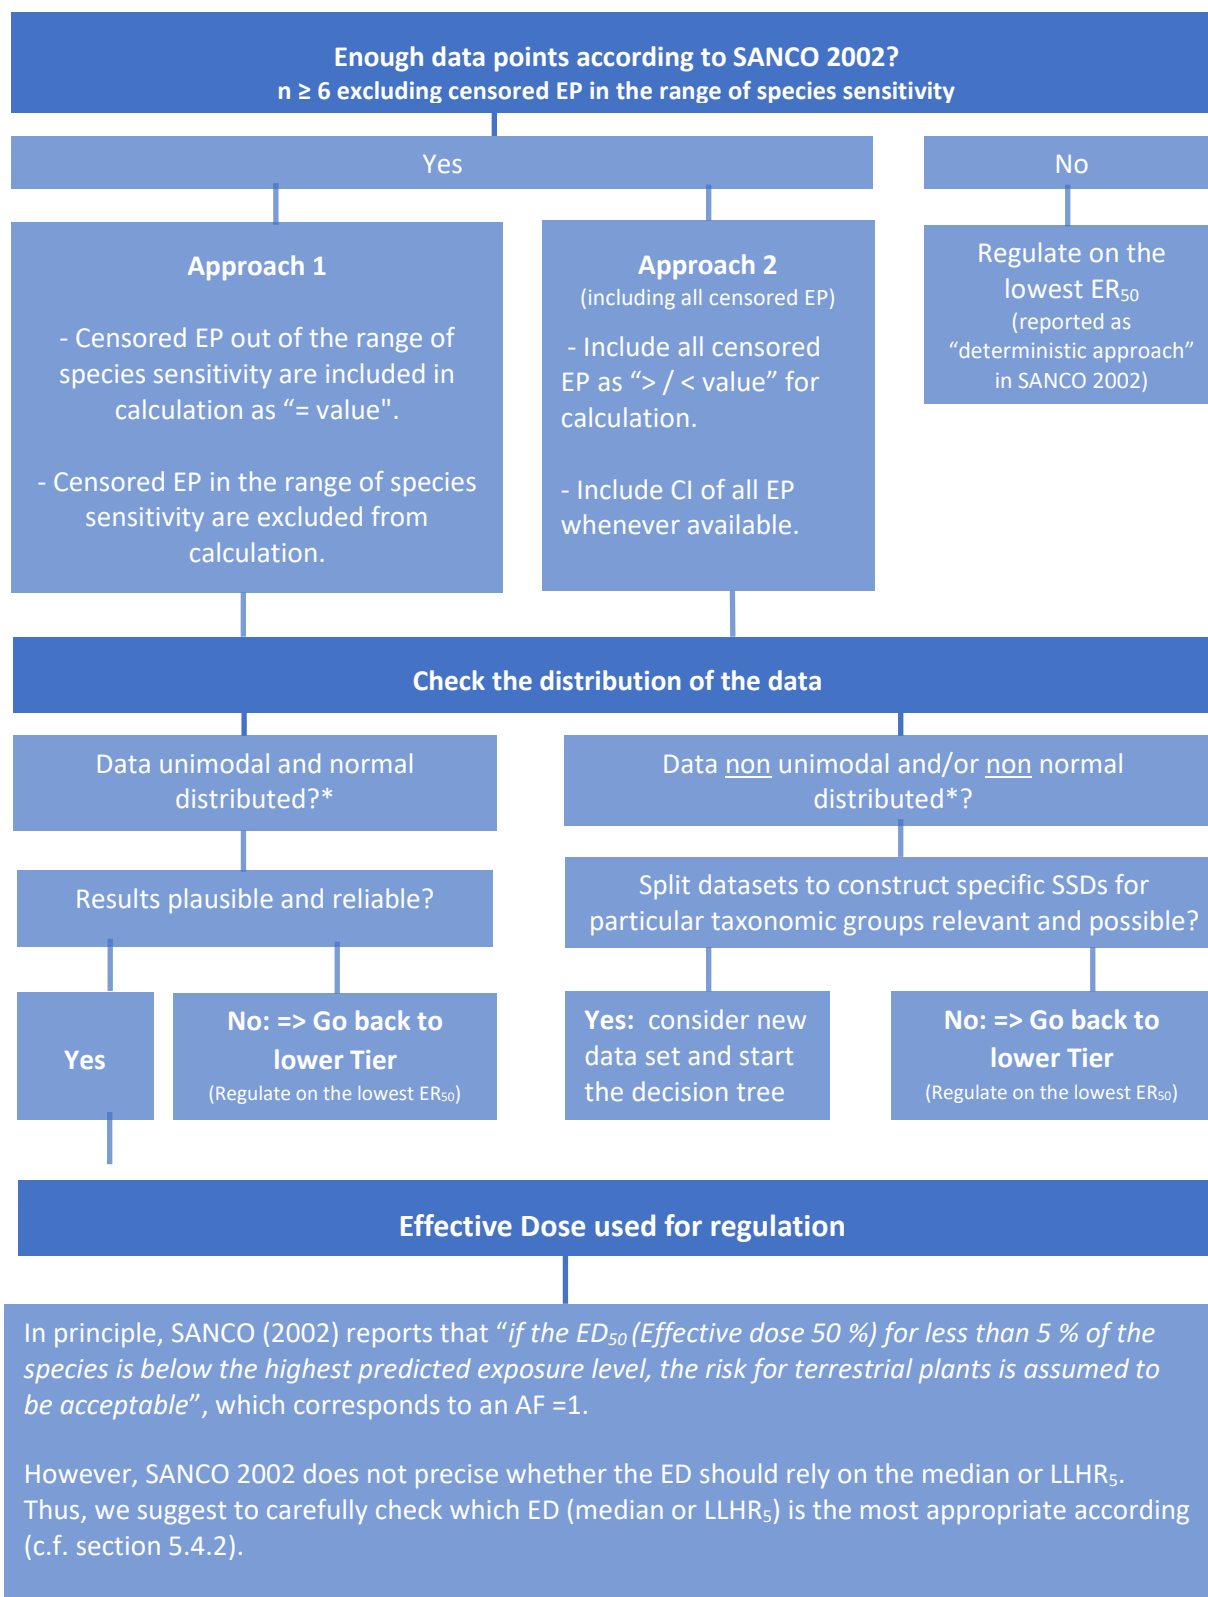 Enough data points according to SANCO 2002?
n ≥ 6 excluding censored EP in the range of species sensitivity
Yes
No
Approach 1
- Censored EP out of the range of
species sensitivity are included in
calculation as “= value".
- Censored EP in the range of species
sensitivity are excluded from
calculation.
Approach 2
(including all censored EP)
- Include all censored
EP as “> / < value” for
calculation.
- Include CI of all EP
whenever available.
Regulate on the
lowest ER50
(reported as
“deterministic approach”
in SANCO 2002)
Check the distribution of the data
Data unimodal and normal
distributed?*
Data non unimodal and/or non normal
distributed*?
Results plausible and reliable?
Split datasets to construct specific SSDs for
particular taxonomic groups relevant and possible?
Yes
No: => Go back to
lower Tier
(Regulate on the lowest ER50)
Yes: consider new
data set and start
the decision tree
No: => Go back to
lower Tier
(Regulate on the lowest ER50)
Effective Dose used for regulation
In principle, SANCO (2002) reports that “if the ED50 (Effective dose 50 %) for less than 5 % of the
species is below the highest predicted exposure level, the risk for terrestrial plants is assumed to
be acceptable”, which corresponds to an AF =1.
However, SANCO 2002 does not precise whether the ED should rely on the median or LLHR5.
Thus, we suggest to carefully check which ED (median or LLHR5) is the most appropriate according
(c.f. section 5.4.2).